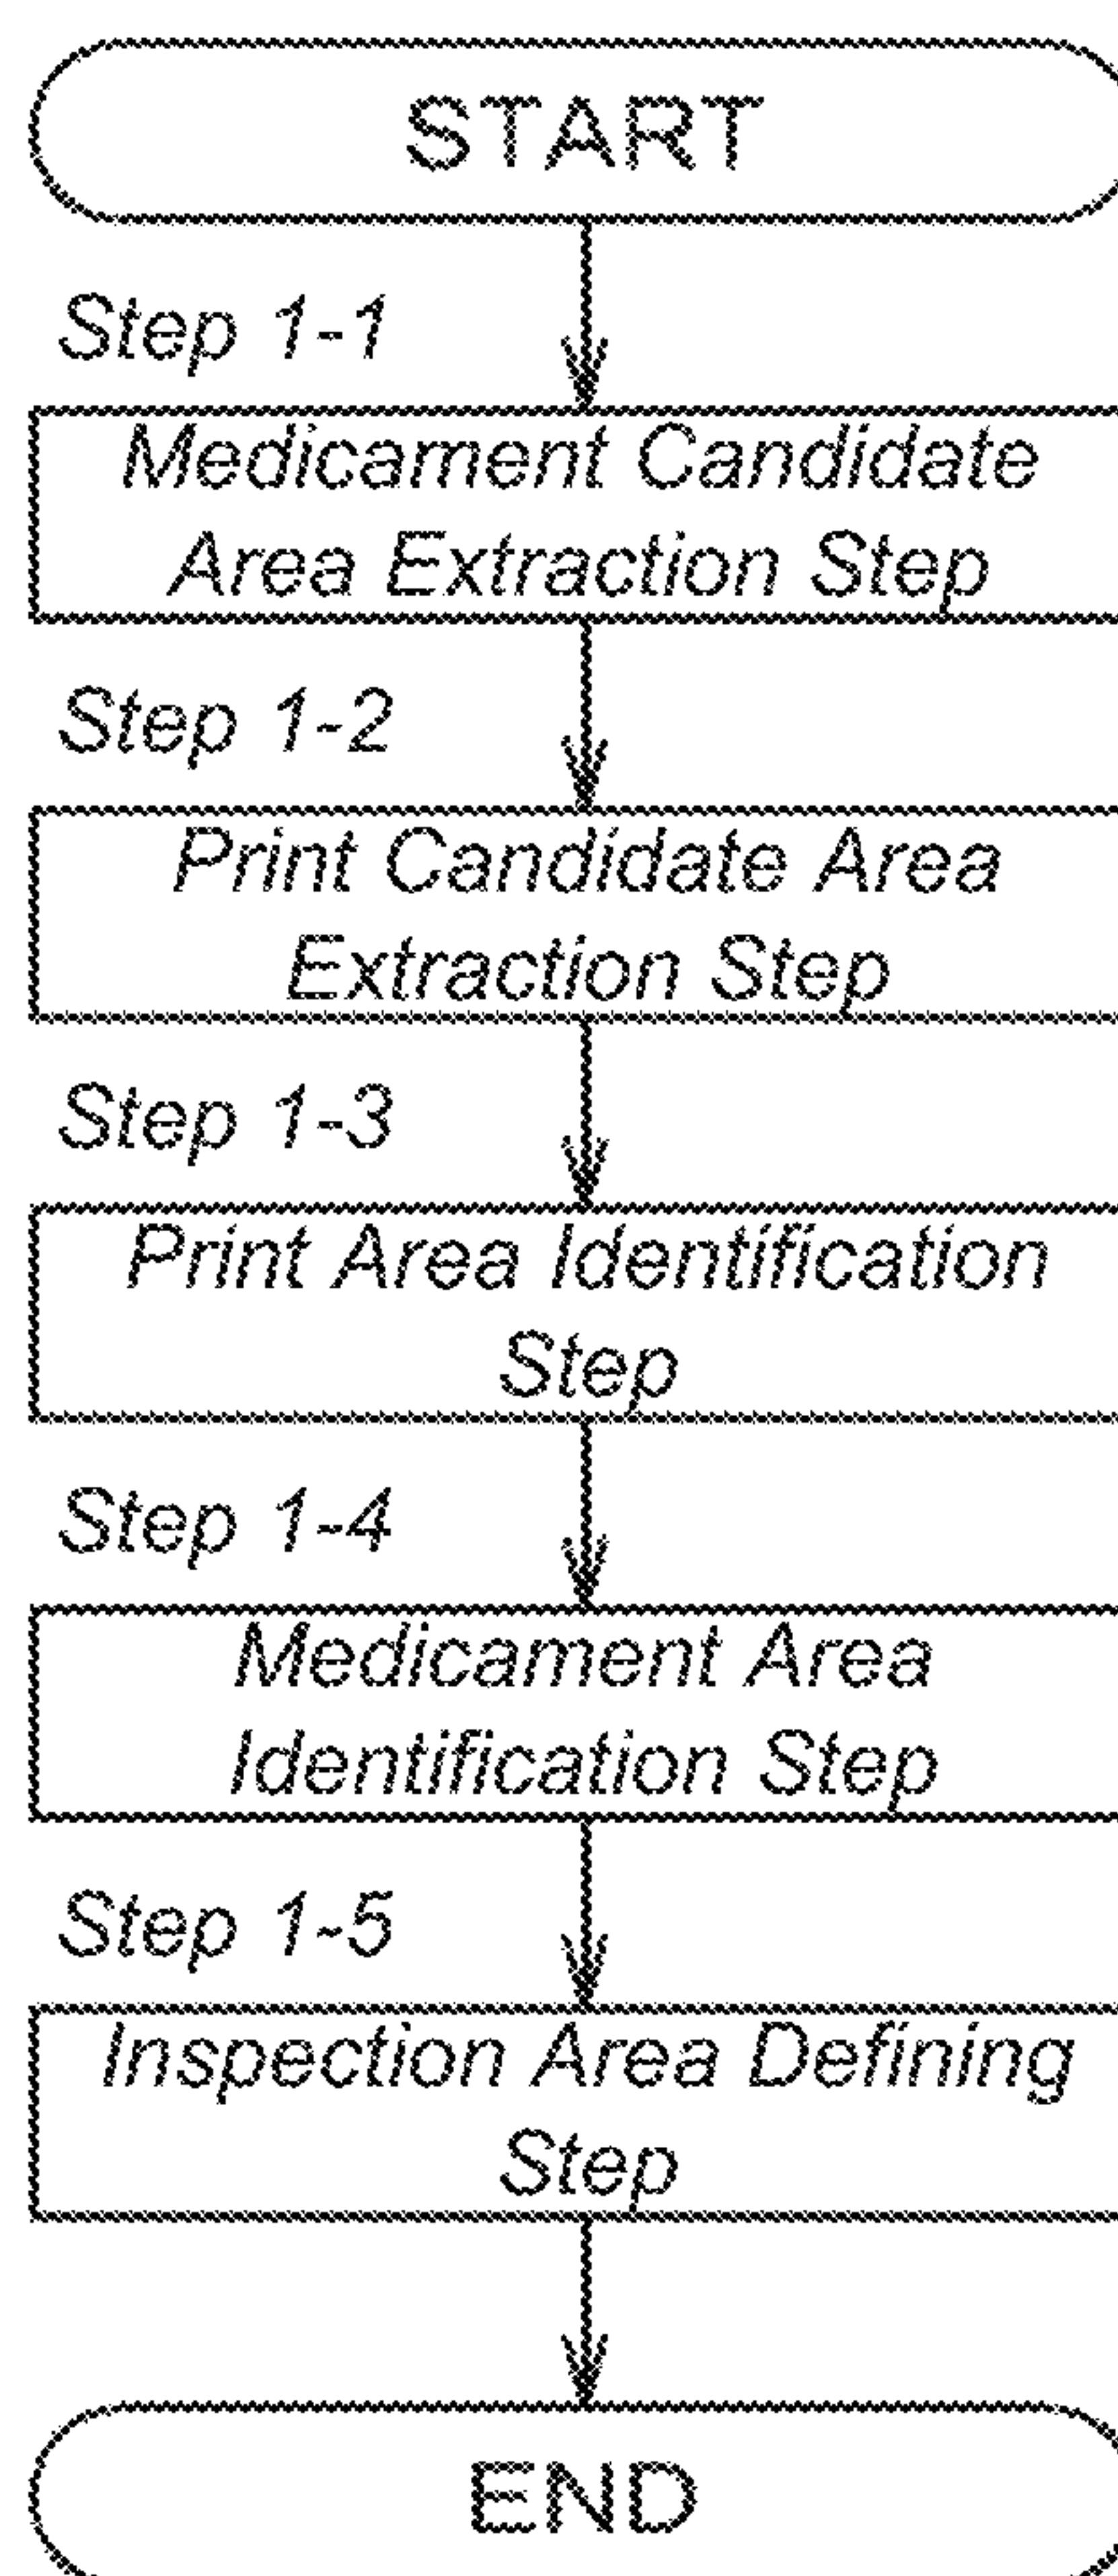 START
Step 1-1
Medicament Candidate
Area Extraction Step
Step 1-2
Print Candidate Area
Extraction Step
Step 1-3
Print Area Identification
Step
Step 1-4
Medicament Area
Identification Step
Step 1-5
Inspection Area Defining
Step
END